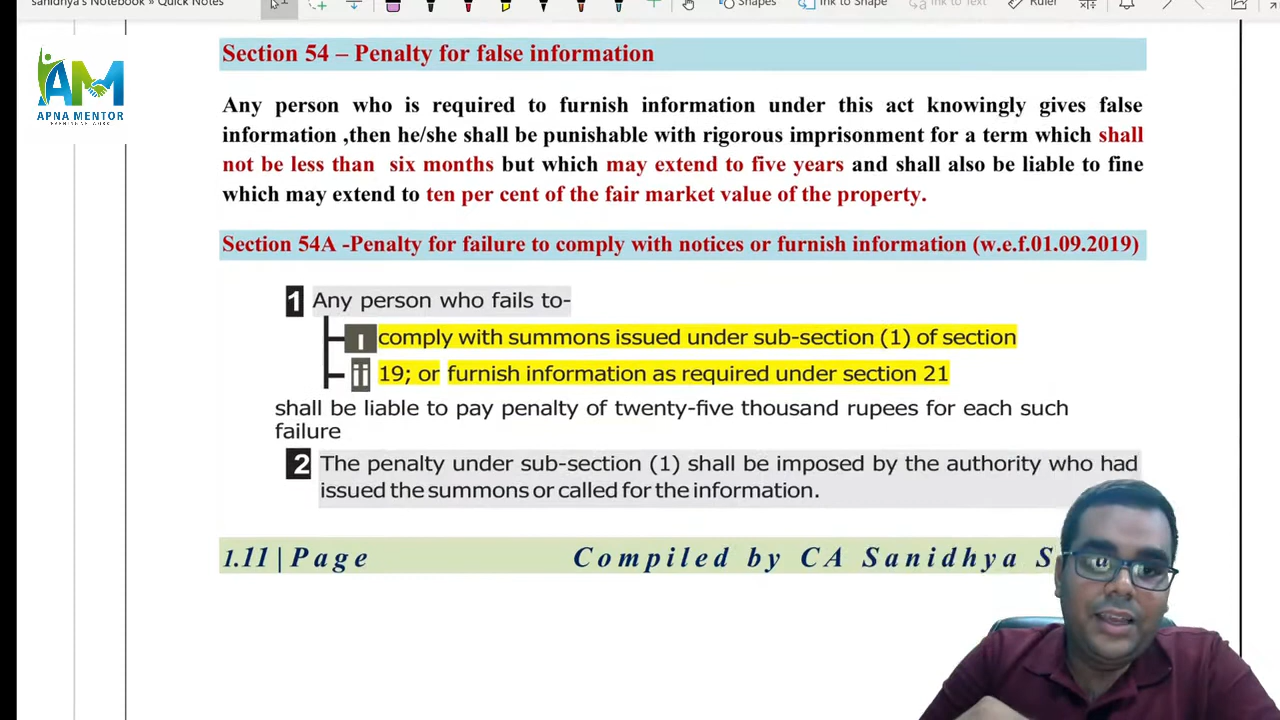 sanidhya's Notebook » Quick Notes
Shapes Ink to Shape Ink to Text Ruler
AM
APNA MENTOR
Section 54 – Penalty for false information
Any person who is required to furnish information under this act knowingly gives false
information ,then he/she shall be punishable with rigorous imprisonment for a term which shall
not be less than six months but which may extend to five years and shall also be liable to fine
which may extend to ten per cent of the fair market value of the property.
Section 54A -Penalty for failure to comply with notices or furnish information (w.e.f.01.09.2019)
1 Any person who fails to-
i comply with summons issued under sub-section (1) of section
ii 19; or furnish information as required under section 21
shall be liable to pay penalty of twenty-five thousand rupees for each such
failure
2 The penalty under sub-section (1) shall be imposed by the authority who had
issued the summons or called for the information.
1.11 | Page Compiled by CA Sanidhya S